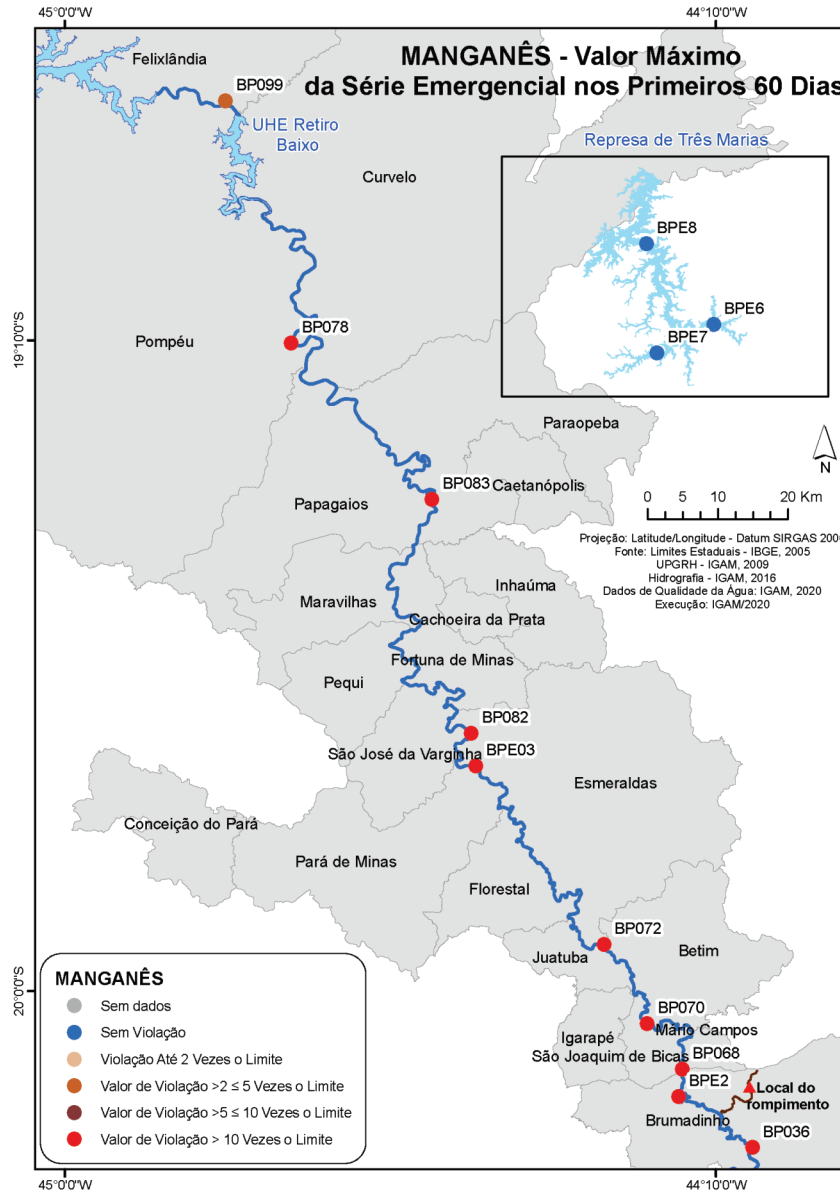 45°0'0"W
44°10'0"W
MANGANÊS - Valor Máximo
da Série Emergencial nos Primeiros 60 Dias
Felixlândia
BP099
UHE Retiro
Baixo
Represa de Três Marias
Curvelo
BPE8
BPE6
BPE7
19°10'0"S
Pompéu
BP078
Paraopeba
N
BP083
Caetanópolis
Papagaios
0 5 10 20 Km
Projeção: Latitude/Longitude - Datum SIRGAS 200
Fonte: Limites Estaduais - IBGE, 2005
UPGRH - IGAM, 2009
Hidrografia - IGAM, 2016
Dados de Qualidade da Água: IGAM, 2020
Execução: IGAM/2020
Inhaúma
Maravilhas
Cachoeira da Prata
Fortuna de Minas
Pequi
BP082
São José da Varginha
BPE03
Esmeraldas
Conceição do Pará
Pará de Minas
Florestal
BP072
Juatuba
Betim
20°0'0"S
BP070
Mário Campos
Igarapé
São Joaquim de Bicas
BP068
BPE2
Local do
rompimento
Brumadinho
BP036
MANGANÊS
Sem dados
Sem Violação
Violação Até 2 Vezes o Limite
Valor de Violação >2 ≤ 5 Vezes o Limite
Valor de Violação >5 ≤ 10 Vezes o Limite
Valor de Violação > 10 Vezes o Limite
45°0'0"W
44°10'0"W